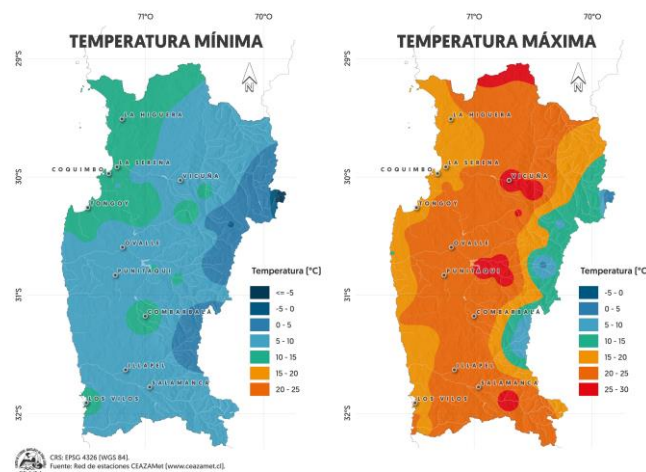 71°O 70°O
TEMPERATURA MÍNIMA
29°S
N
LA HIGUERA
LA SERENA
COQUIMBO
30°S
VICUÑA
TONGOY
OVALLE
PUNITAQUI
31°S
COMBARBALÁ
ILLAPEL
SALAMANCA
LOS VILOS
32°S
Temperatura [°C]
<= -5
-5 - 0
0 - 5
5 - 10
10 - 15
15 - 20
20 - 25
71°O 70°O
TEMPERATURA MÁXIMA
29°S
N
LA HIGUERA
LA SERENA
COQUIMBO
30°S
VICUÑA
TONGOY
OVALLE
PUNITAQUI
31°S
COMBARBALÁ
ILLAPEL
SALAMANCA
LOS VILOS
32°S
Temperatura [°C]
-5 - 0
0 - 5
5 - 10
10 - 15
15 - 20
20 - 25
25 - 30
CRS: EPSG 4326 [WGS 84].
Fuente: Red de estaciones CEAZAMet [www.ceazamet.cl].